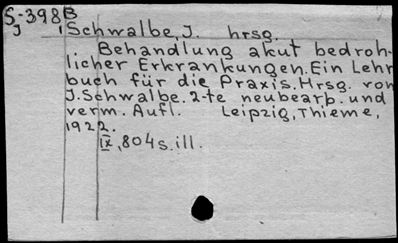 S-398B
J
Schwalbe, J. hrsg.
Behandlung akut bedroh-
licher Erkrankungen. Ein Lehr
buch für die Praxis. Hrsg. von
J. Schwalbe. 2-te neubearb. und
verm. Aufl. Leipzig, Thieme,
1922.
IX, 804 s. ill.